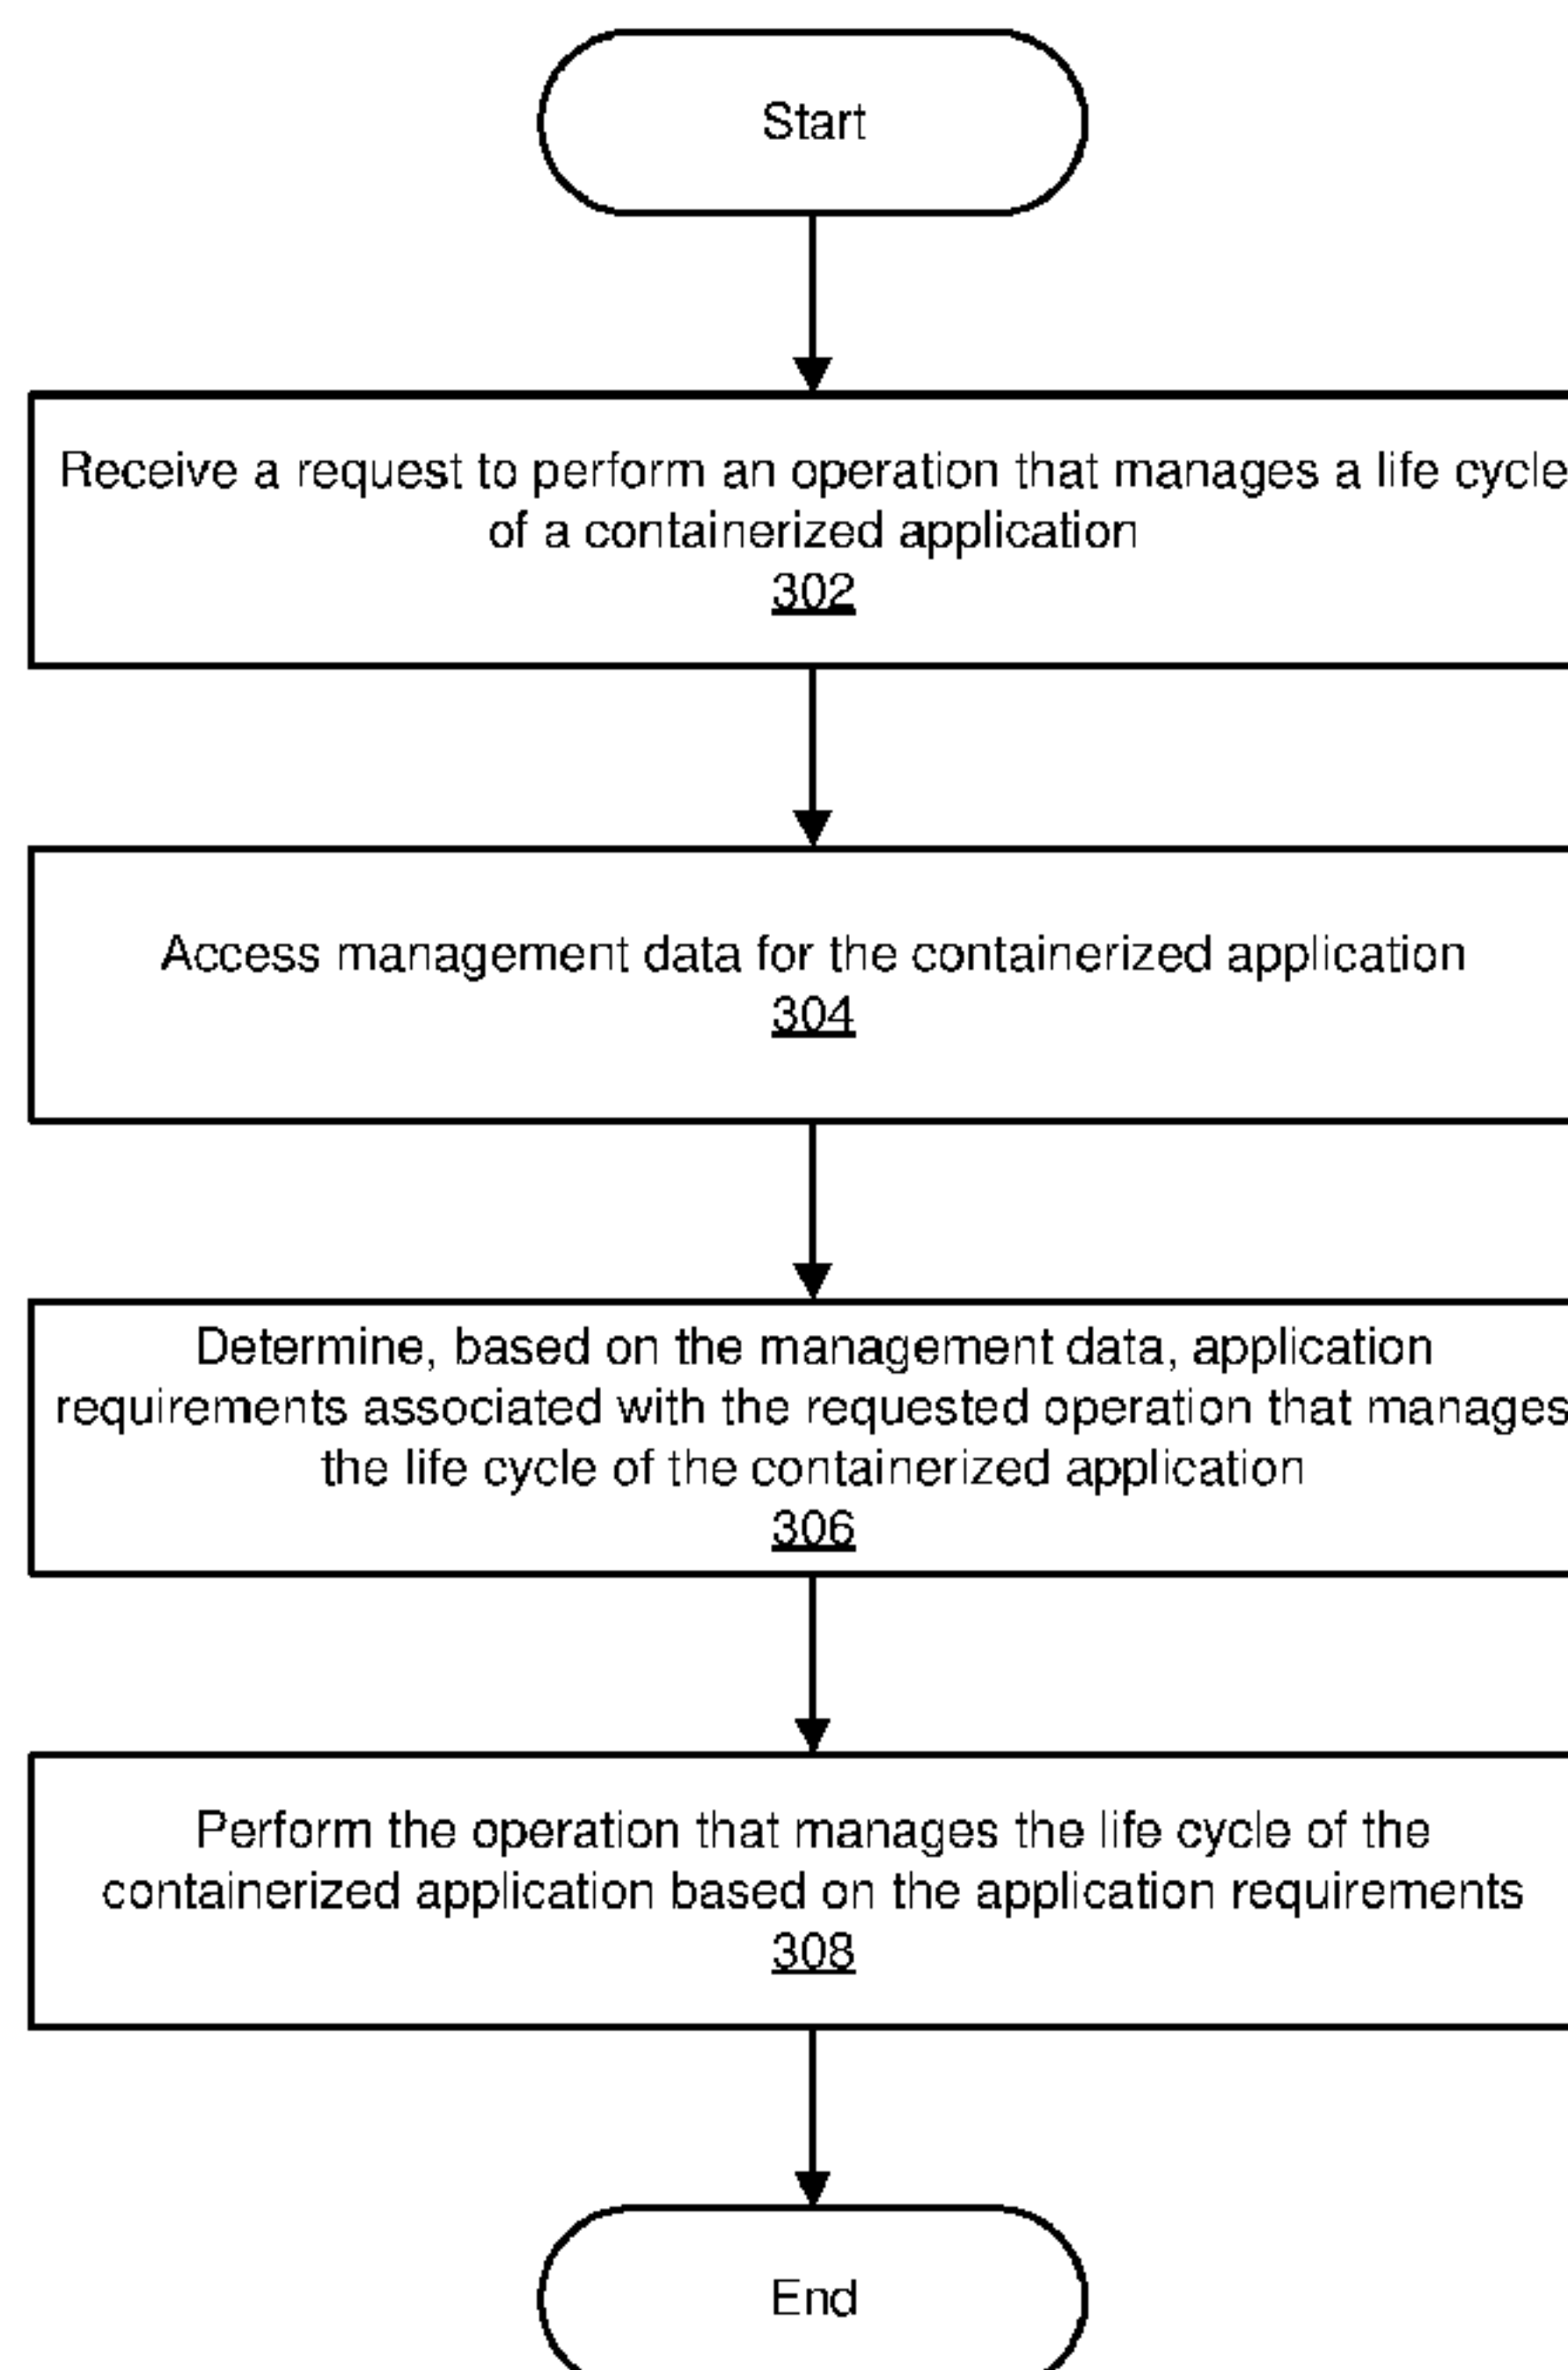 Start
Receive a request to perform an operation that manages a life cycle
of a containerized application
302
Access management data for the containerized application
304
Determine, based on the management data, application
requirements associated with the requested operation that manages
the life cycle of the containerized application
306
Perform the operation that manages the life cycle of the
containerized application based on the application requirements
308
End